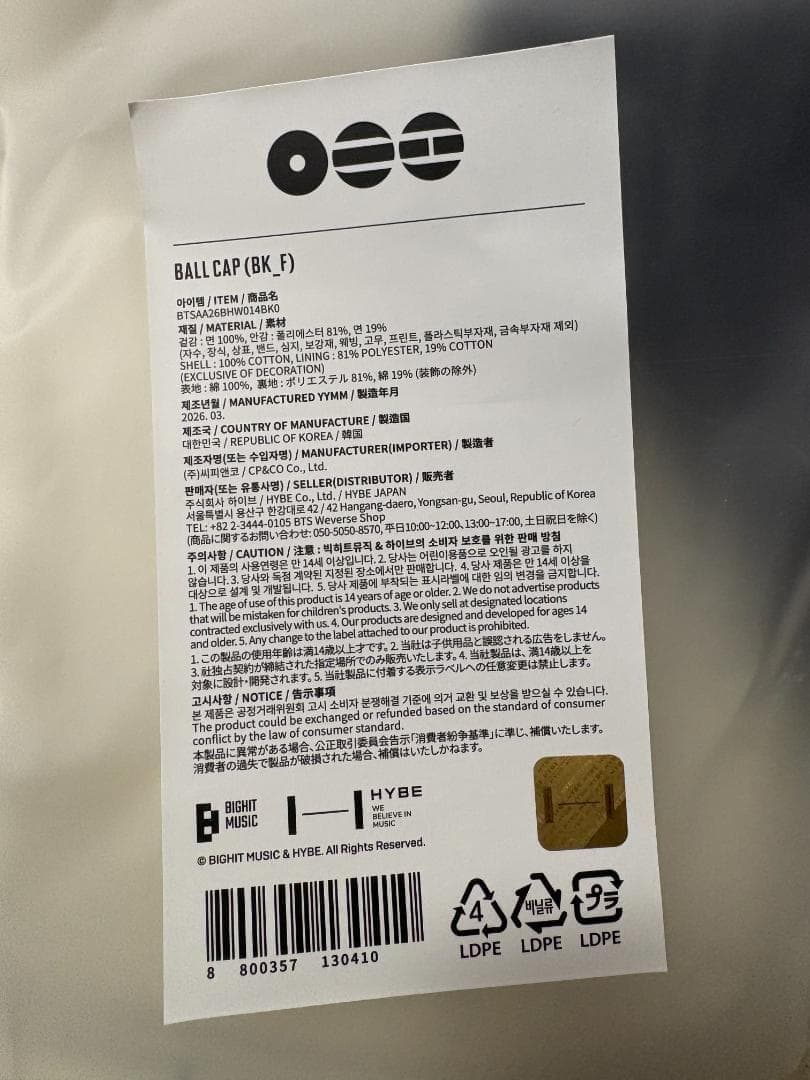 BALL CAP (BK_F)
아이템 / ITEM / 商品名
BTSAA26BHW014BK0
재질 / MATERIAL / 素材
겉감 : 면 100%, 안감 : 폴리에스터 81%, 면 19%
(자수, 장식, 상표, 밴드, 심지, 보강재, 웨빙, 고무, 프린트, 플라스틱부자재, 금속부자재 제외)
SHELL : 100% COTTON, LINING : 81% POLYESTER, 19% COTTON
(EXCLUSIVE OF DECORATION)
表地 : 綿 100%, 裏地 : ポリエステル 81%, 綿 19% (装飾の除外)
제조년월 / MANUFACTURED YYMM / 製造年月
2026. 03.
제조국 / COUNTRY OF MANUFACTURE / 製造国
대한민국 / REPUBLIC OF KOREA / 韓国
제조자명(또는 수입자명) / MANUFACTURER(IMPORTER) / 製造者
(주)씨피앤코 / CP&CO Co., Ltd.
판매자(또는 유통사명) / SELLER(DISTRIBUTOR) / 販売者
주식회사 하이브 / HYBE Co., Ltd. / HYBE JAPAN
서울특별시 용산구 한강대로 42 / 42 Hangang-daero, Yongsan-gu, Seoul, Republic of Korea
TEL: +82 2-3444-0105 BTS Weverse Shop
(商品に関するお問い合わせ: 050-5050-8570, 平日10:00~12:00、13:00~17:00, 土日祝日を除く)
주의사항 / CAUTION / 注意 : 빅히트뮤직 & 하이브의 소비자 보호를 위한 판매 방침
1. 이 제품의 사용연령은 만 14세 이상입니다. 2. 당사는 어린이용품으로 오인될 광고를 하지
않습니다. 3. 당사와 독점 계약된 지정된 장소에서만 판매합니다. 4. 당사 제품은 만 14세 이상을
대상으로 설계 및 개발됩니다. 5. 당사 제품에 부착되는 표시라벨에 대한 임의 변경을 금지합니다.
1. The age of use of this product is 14 years of age or older. 2. We do not advertise products
that will be mistaken for children's products. 3. We only sell at designated locations
contracted exclusively with us. 4. Our products are designed and developed for ages 14
and older. 5. Any change to the label attached to our product is prohibited.
1. この製品の使用年齢は満14歳以上才です。2. 当社は子供用品と誤認される広告をしません。
3. 社独占契約が締結された指定場所でのみ販売いたします。4. 当社製品は、満14歳以上を
対象に設計・開発されます。5. 当社製品に付着する表示ラベルへの任意変更は禁止します。
고시사항 / NOTICE / 告示事項
본 제품은 공정거래위원회 고시 소비자 분쟁해결 기준에 의거 교환 및 보상을 받으실 수 있습니다.
The product could be exchanged or refunded based on the standard of consumer
conflict by the law of consumer standard.
本製品に異常がある場合、公正取引委員会告示「消費者紛争基準」に準じ、補償いたします。
消費者の過失で製品が破損された場合、補償はいたしかねます。
BIGHIT
MUSIC
HYBE
WE
BELIEVE IN
MUSIC
© BIGHIT MUSIC & HYBE. All Rights Reserved.
8 800357 130410
4 비닐류 プラ
LDPE LDPE LDPE